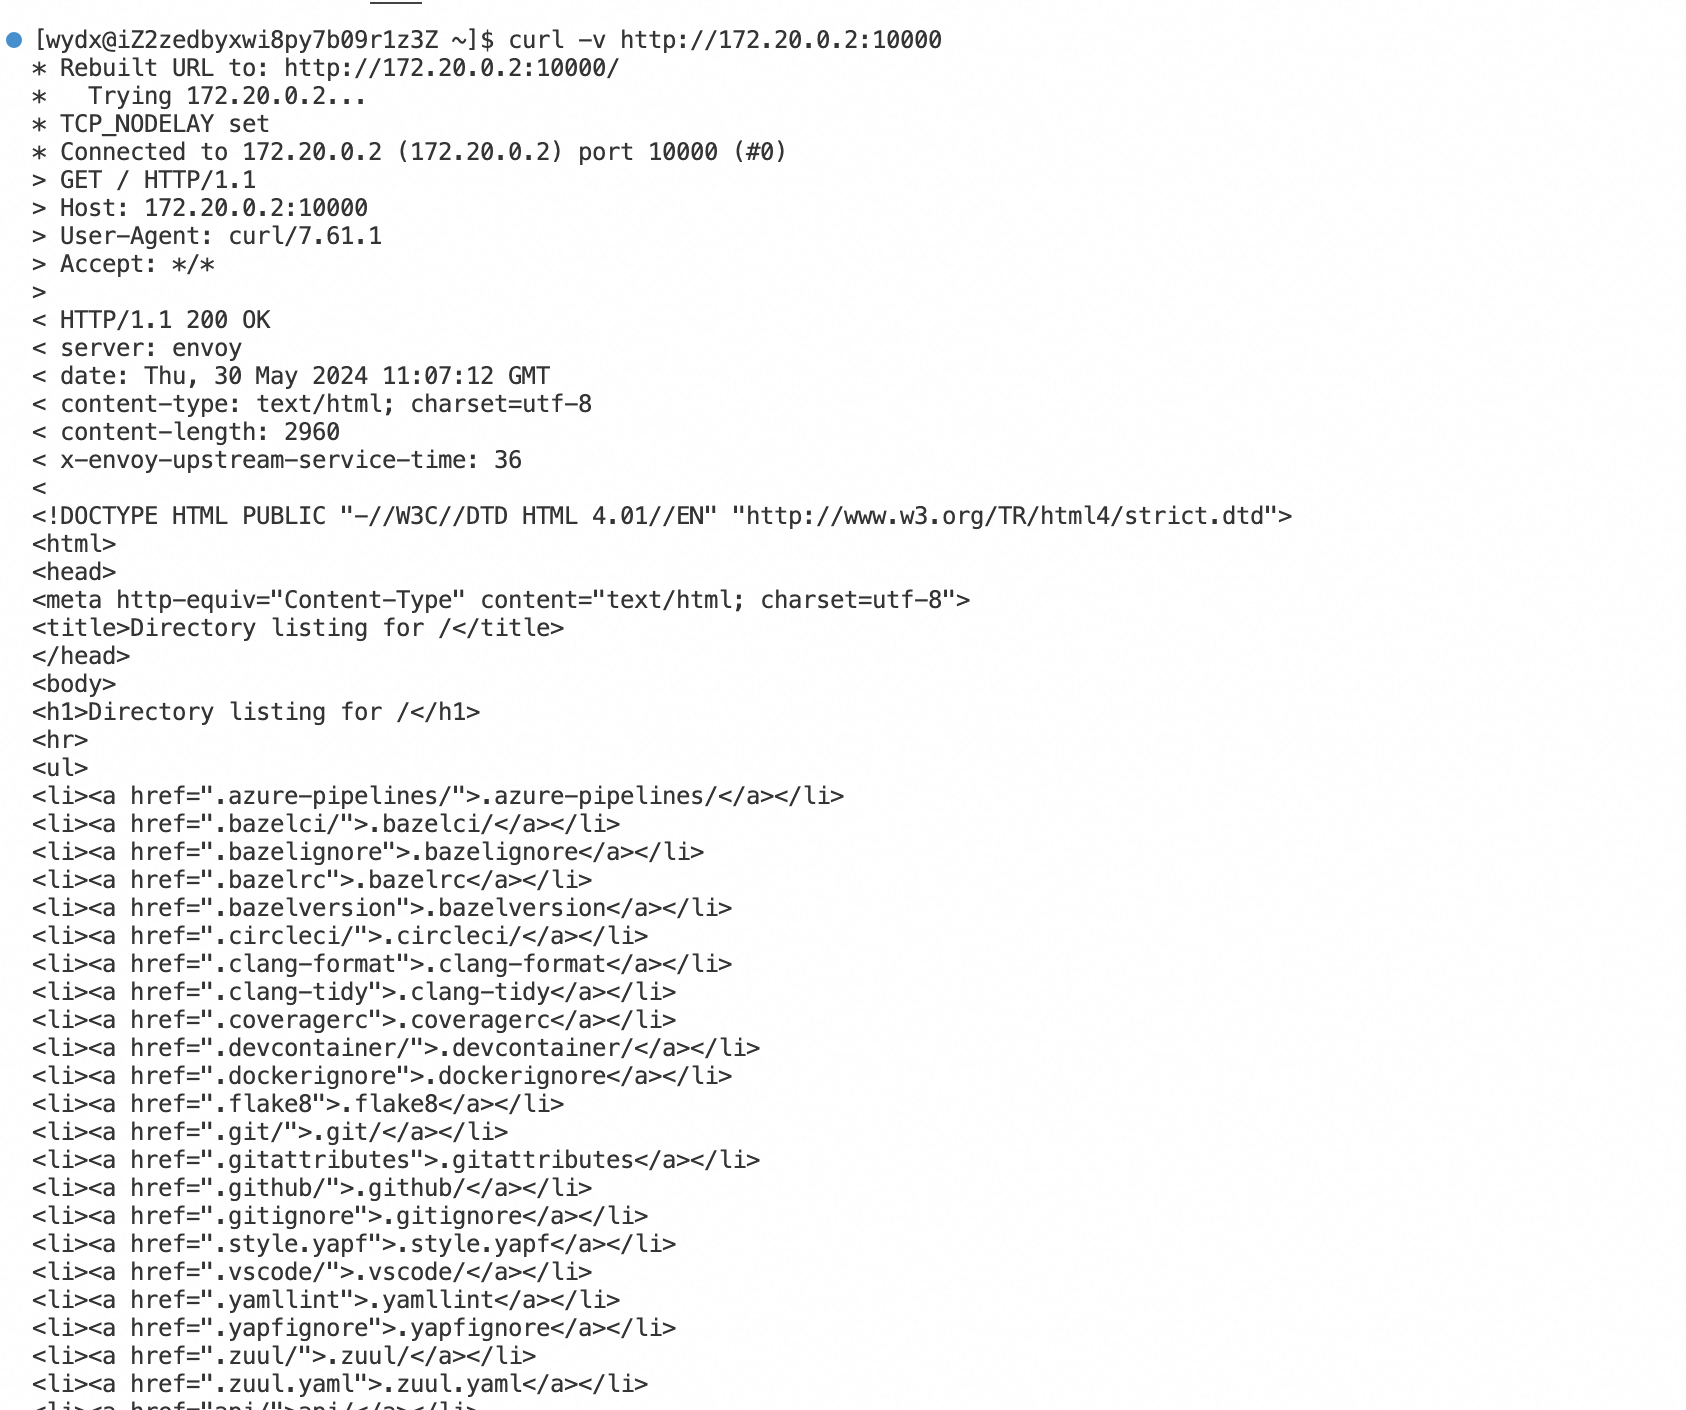 [wydx@iZ2zedbyxwi8py7b09r1z3Z ~]$ curl -v http://172.20.0.2:10000
* Rebuilt URL to: http://172.20.0.2:10000/
*   Trying 172.20.0.2...
* TCP_NODELAY set
* Connected to 172.20.0.2 (172.20.0.2) port 10000 (#0)
> GET / HTTP/1.1
> Host: 172.20.0.2:10000
> User-Agent: curl/7.61.1
> Accept: */*
>
< HTTP/1.1 200 OK
< server: envoy
< date: Thu, 30 May 2024 11:07:12 GMT
< content-type: text/html; charset=utf-8
< content-length: 2960
< x-envoy-upstream-service-time: 36
<
<!DOCTYPE HTML PUBLIC "-//W3C//DTD HTML 4.01//EN" "http://www.w3.org/TR/html4/strict.dtd">
<html>
<head>
<meta http-equiv="Content-Type" content="text/html; charset=utf-8">
<title>Directory listing for /</title>
</head>
<body>
<h1>Directory listing for /</h1>
<hr>
<ul>
<li><a href=".azure-pipelines/">.azure-pipelines/</a></li>
<li><a href=".bazelci/">.bazelci/</a></li>
<li><a href=".bazelignore">.bazelignore</a></li>
<li><a href=".bazelrc">.bazelrc</a></li>
<li><a href=".bazelversion">.bazelversion</a></li>
<li><a href=".circleci/">.circleci/</a></li>
<li><a href=".clang-format">.clang-format</a></li>
<li><a href=".clang-tidy">.clang-tidy</a></li>
<li><a href=".coveragerc">.coveragerc</a></li>
<li><a href=".devcontainer/">.devcontainer/</a></li>
<li><a href=".dockerignore">.dockerignore</a></li>
<li><a href=".flake8">.flake8</a></li>
<li><a href=".git/">.git/</a></li>
<li><a href=".gitattributes">.gitattributes</a></li>
<li><a href=".github/">.github/</a></li>
<li><a href=".gitignore">.gitignore</a></li>
<li><a href=".style.yapf">.style.yapf</a></li>
<li><a href=".vscode/">.vscode/</a></li>
<li><a href=".yamllint">.yamllint</a></li>
<li><a href=".yapfignore">.yapfignore</a></li>
<li><a href=".zuul/">.zuul/</a></li>
<li><a href=".zuul.yaml">.zuul.yaml</a></li>
<li><a href="api/">api/</a></li>